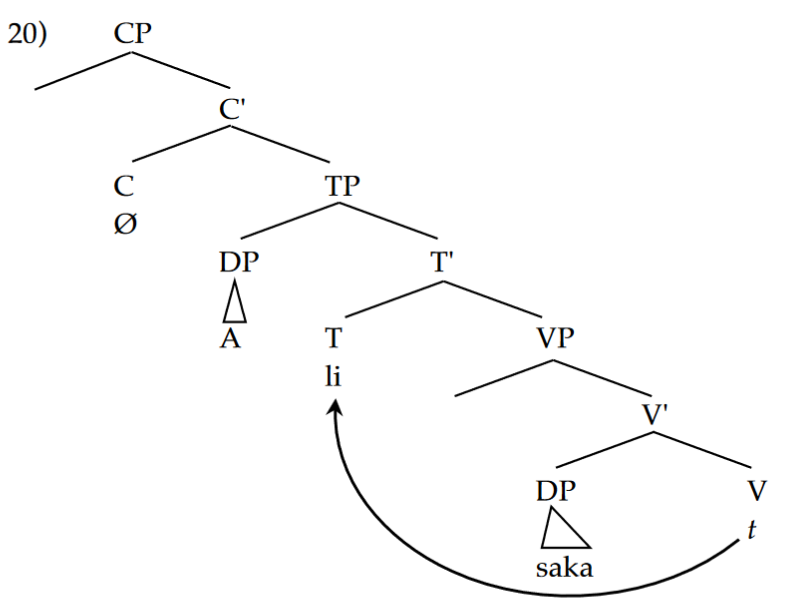 20) CP
C'
C TP
Ø
DP T'
A T VP
li
V'
DP V
t
saka